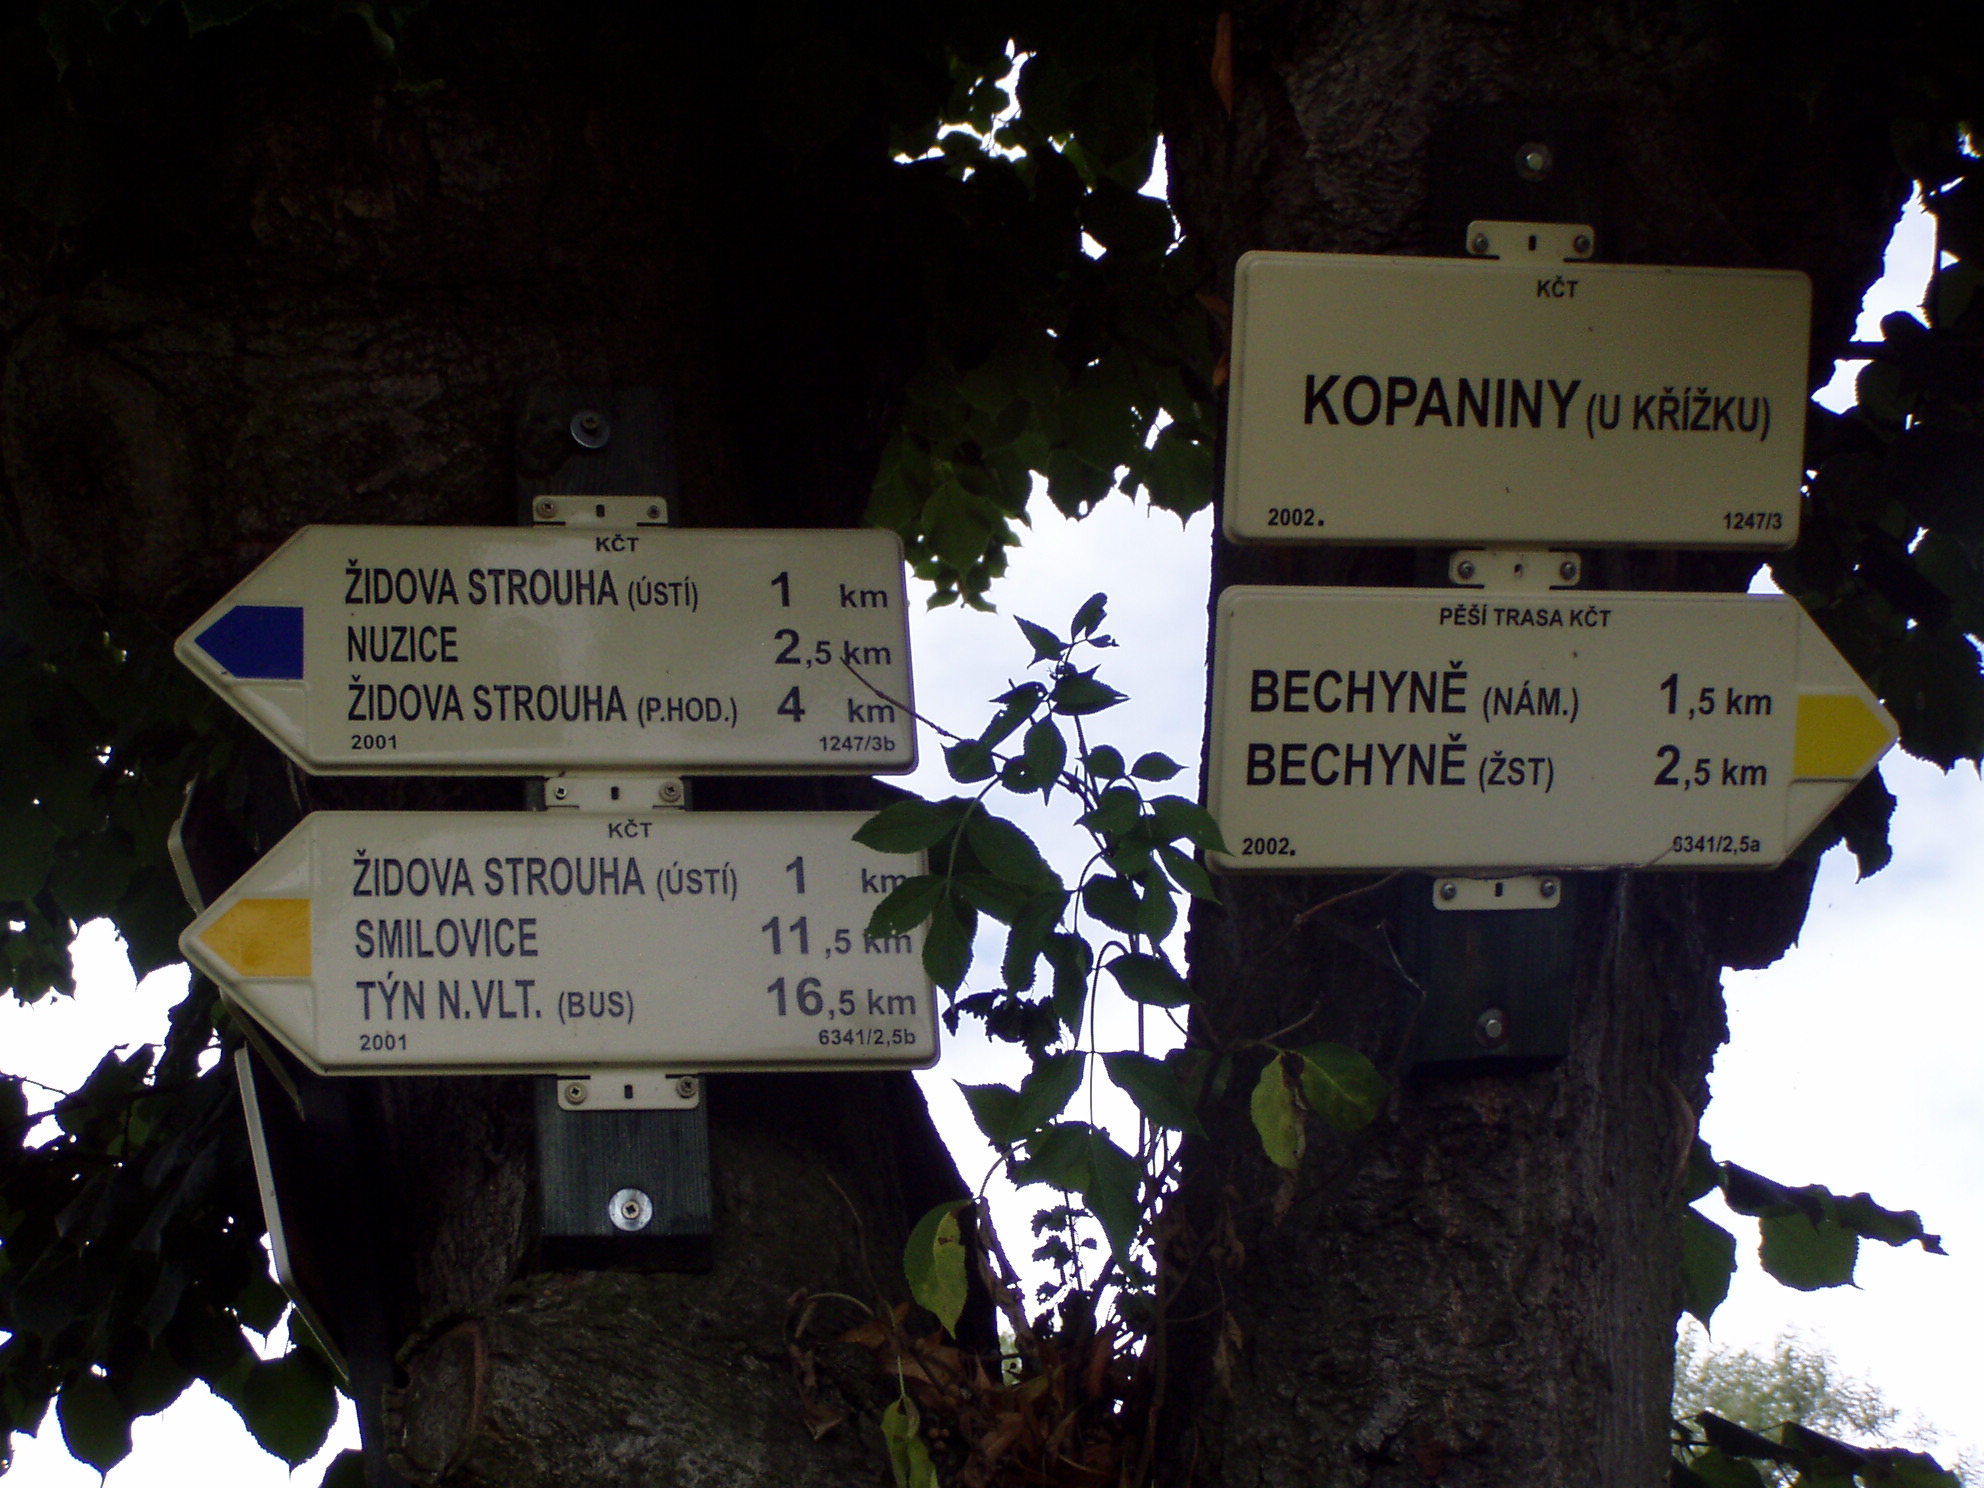 KČT
ŽIDOVA STROUHA (ÚSTÍ) 1 km
NUZICE 2,5 km
ŽIDOVA STROUHA (P.HOD.) 4 km
2001 1247/3b
KČT
ŽIDOVA STROUHA (ÚSTÍ) 1 km
SMILOVICE 11,5 km
TÝN N.VLT. (BUS) 16,5 km
2001 6341/2,5b
KČT
KOPANINY (U KŘÍŽKU)
2002. 1247/3
PĚŠÍ TRASA KČT
BECHYNĚ (NÁM.) 1,5 km
BECHYNĚ (ŽST) 2,5 km
2002. 6341/2,5a